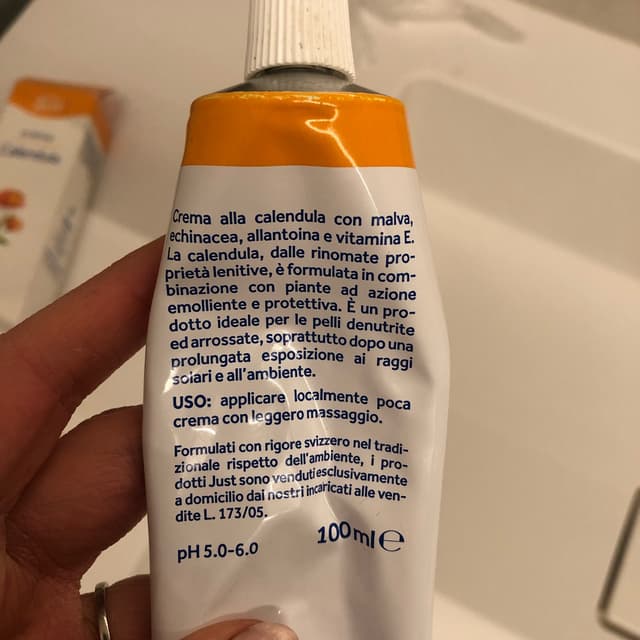 Crema alla calendula con malva,
echinacea, allantoina e vitamina E.
La calendula, dalle rinomate pro-
prietà lenitive, è formulata in com-
binazione con piante ad azione
emolliente e protettiva. È un pro-
dotto ideale per le pelli denutrite
ed arrossate, soprattutto dopo una
prolungata esposizione ai raggi
solari e all'ambiente.
USO: applicare localmente poca
crema con leggero massaggio.
Formulati con rigore svizzero nel tradi-
zionale rispetto dell'ambiente, i pro-
dotti Just sono venduti esclusivamente
a domicilio dai nostri incaricati alle ven-
dite L. 173/05.
pH 5.0-6.0
100 ml e
Calendula